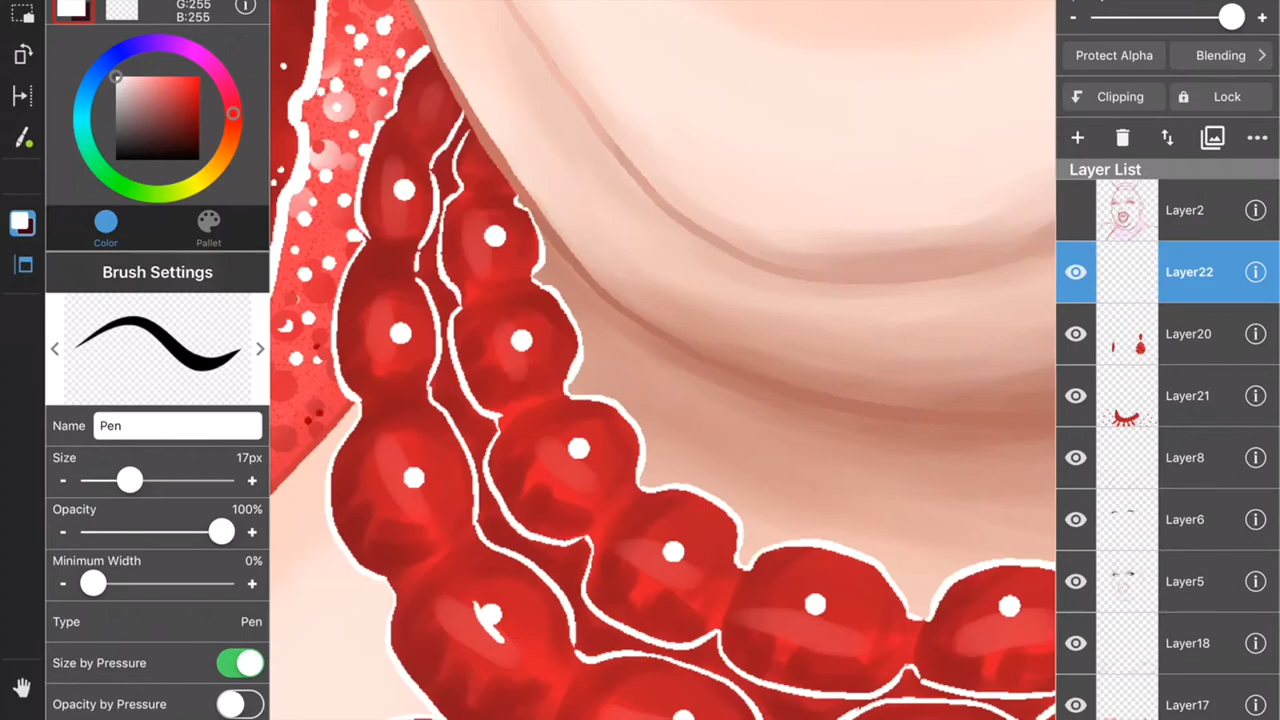 G:255
B:255
Color
Pallet
Brush Settings
Name Pen
Size 17px
- +
Opacity 100%
- +
Minimum Width 0%
- +
Type Pen
Size by Pressure
Opacity by Pressure
- +
Protect Alpha Blending
Clipping Lock
Layer List
Layer2
Layer22
Layer20
Layer21
Layer8
Layer6
Layer5
Layer18
Layer17